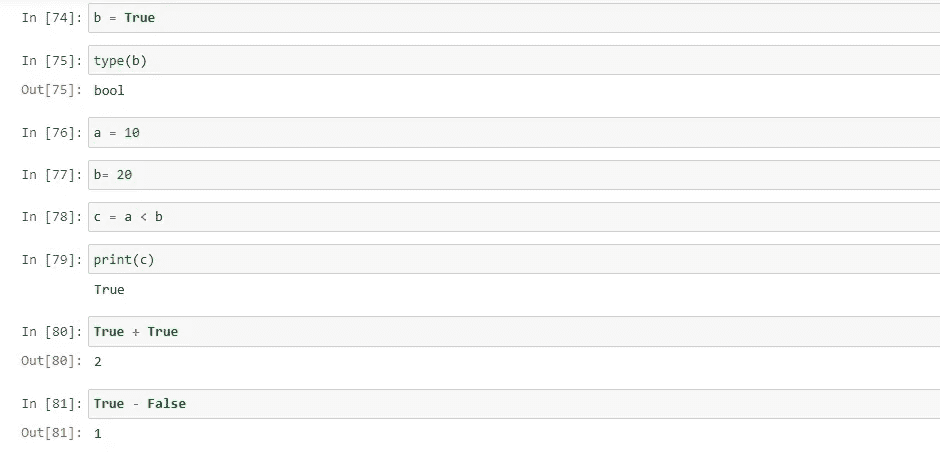 In [74]: b = True
In [75]: type(b)
Out[75]: bool
In [76]: a = 10
In [77]: b= 20
In [78]: c = a < b
In [79]: print(c)
True
In [80]: True + True
Out[80]: 2
In [81]: True - False
Out[81]: 1